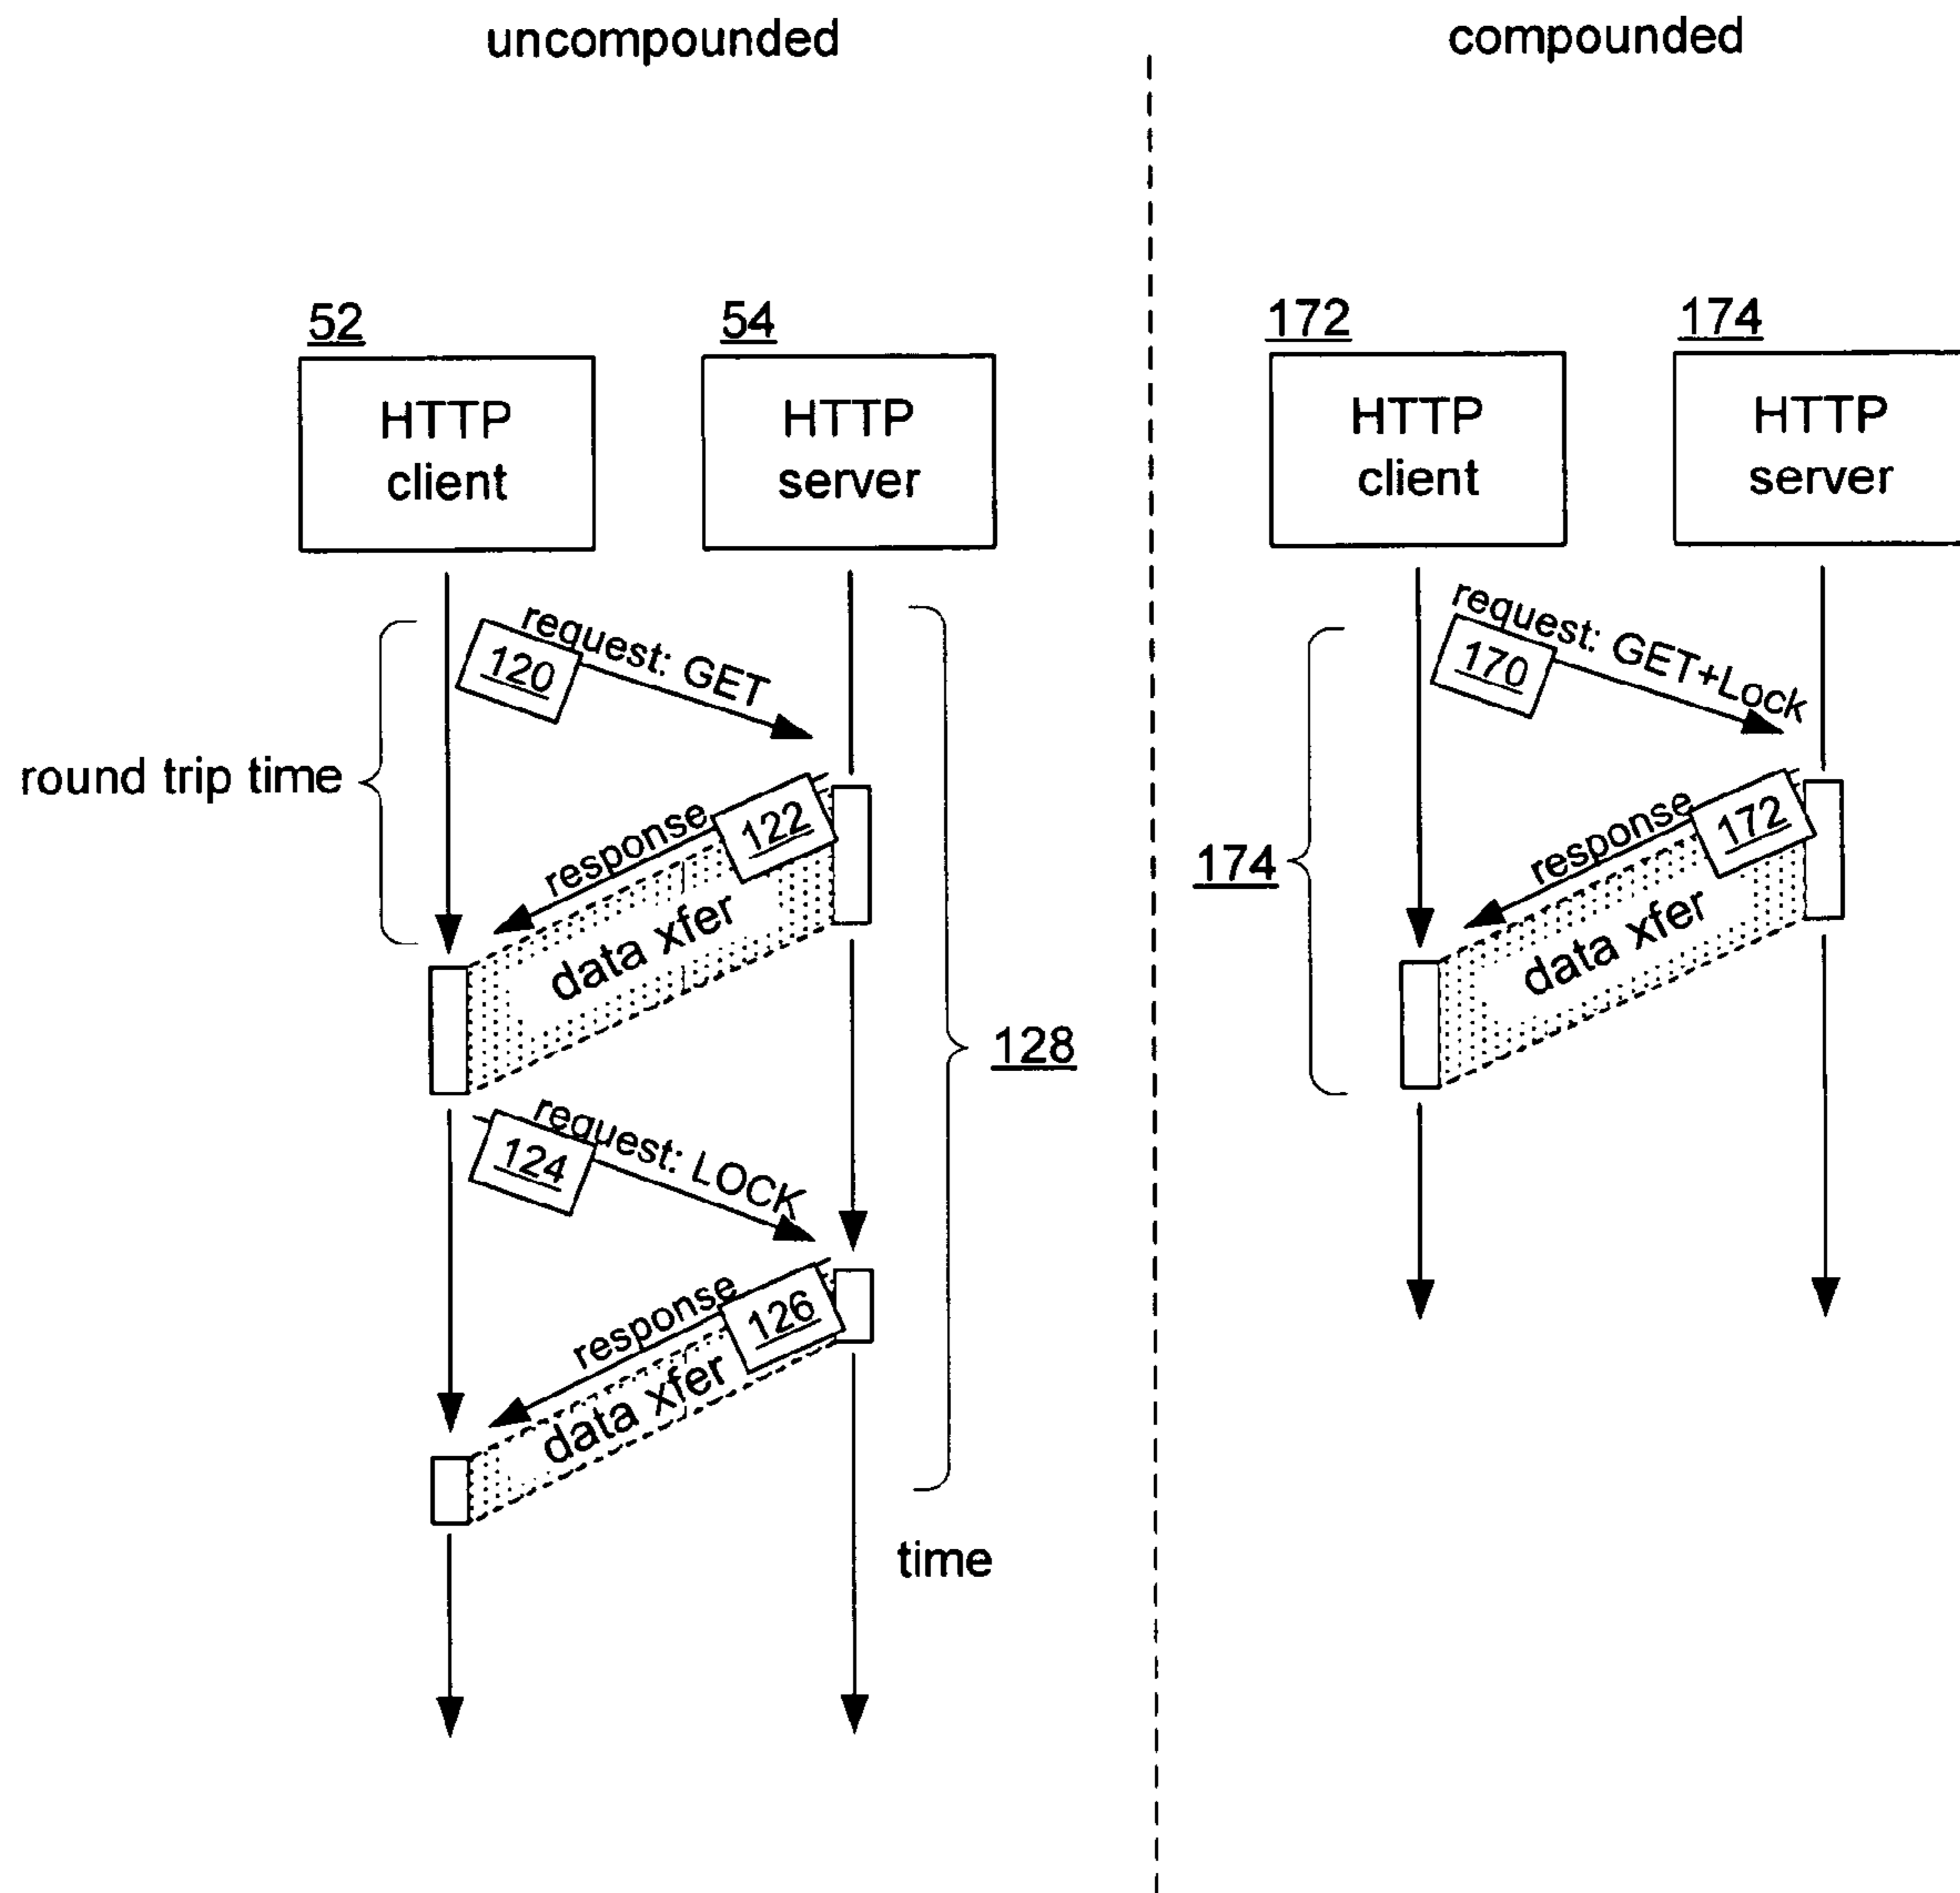 uncompounded
52
54
HTTP
client
HTTP
server
request: GET
120
round trip time
response
122
data xfer
128
request: LOCK
124
response
126
data xfer
time
compounded
172
174
HTTP
client
HTTP
server
request: GET+Lock
170
response
172
174
data xfer